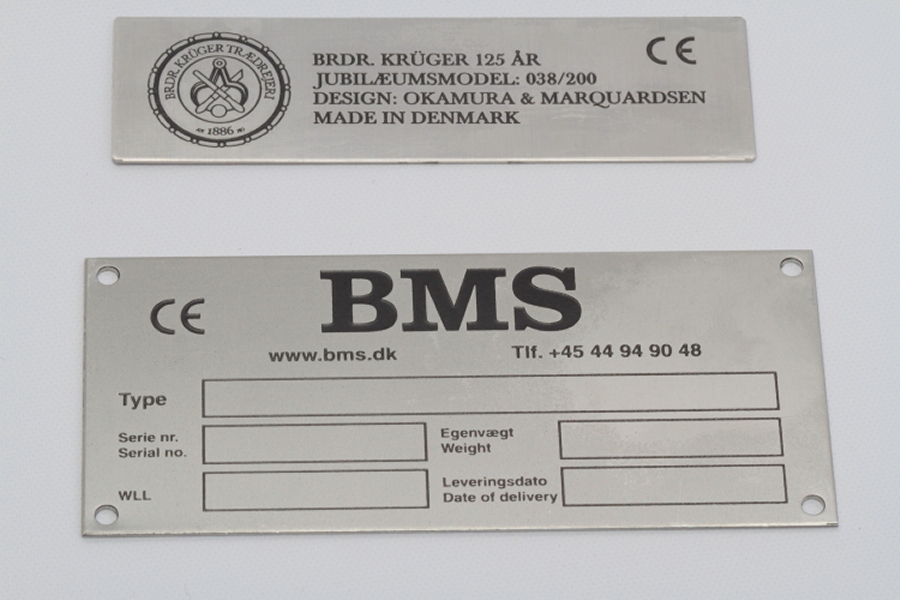 BRDR. KRÜGER TRÆDREJERI
1886
BRDR. KRÜGER 125 ÅR
JUBILÆUMSMODEL: 038/200
DESIGN: OKAMURA & MARQUARDSEN
MADE IN DENMARK
CE
CE
BMS
www.bms.dk Tlf. +45 44 94 90 48
Type
Serie nr.
Serial no.
Egenvægt
Weight
WLL
Leveringsdato
Date of delivery